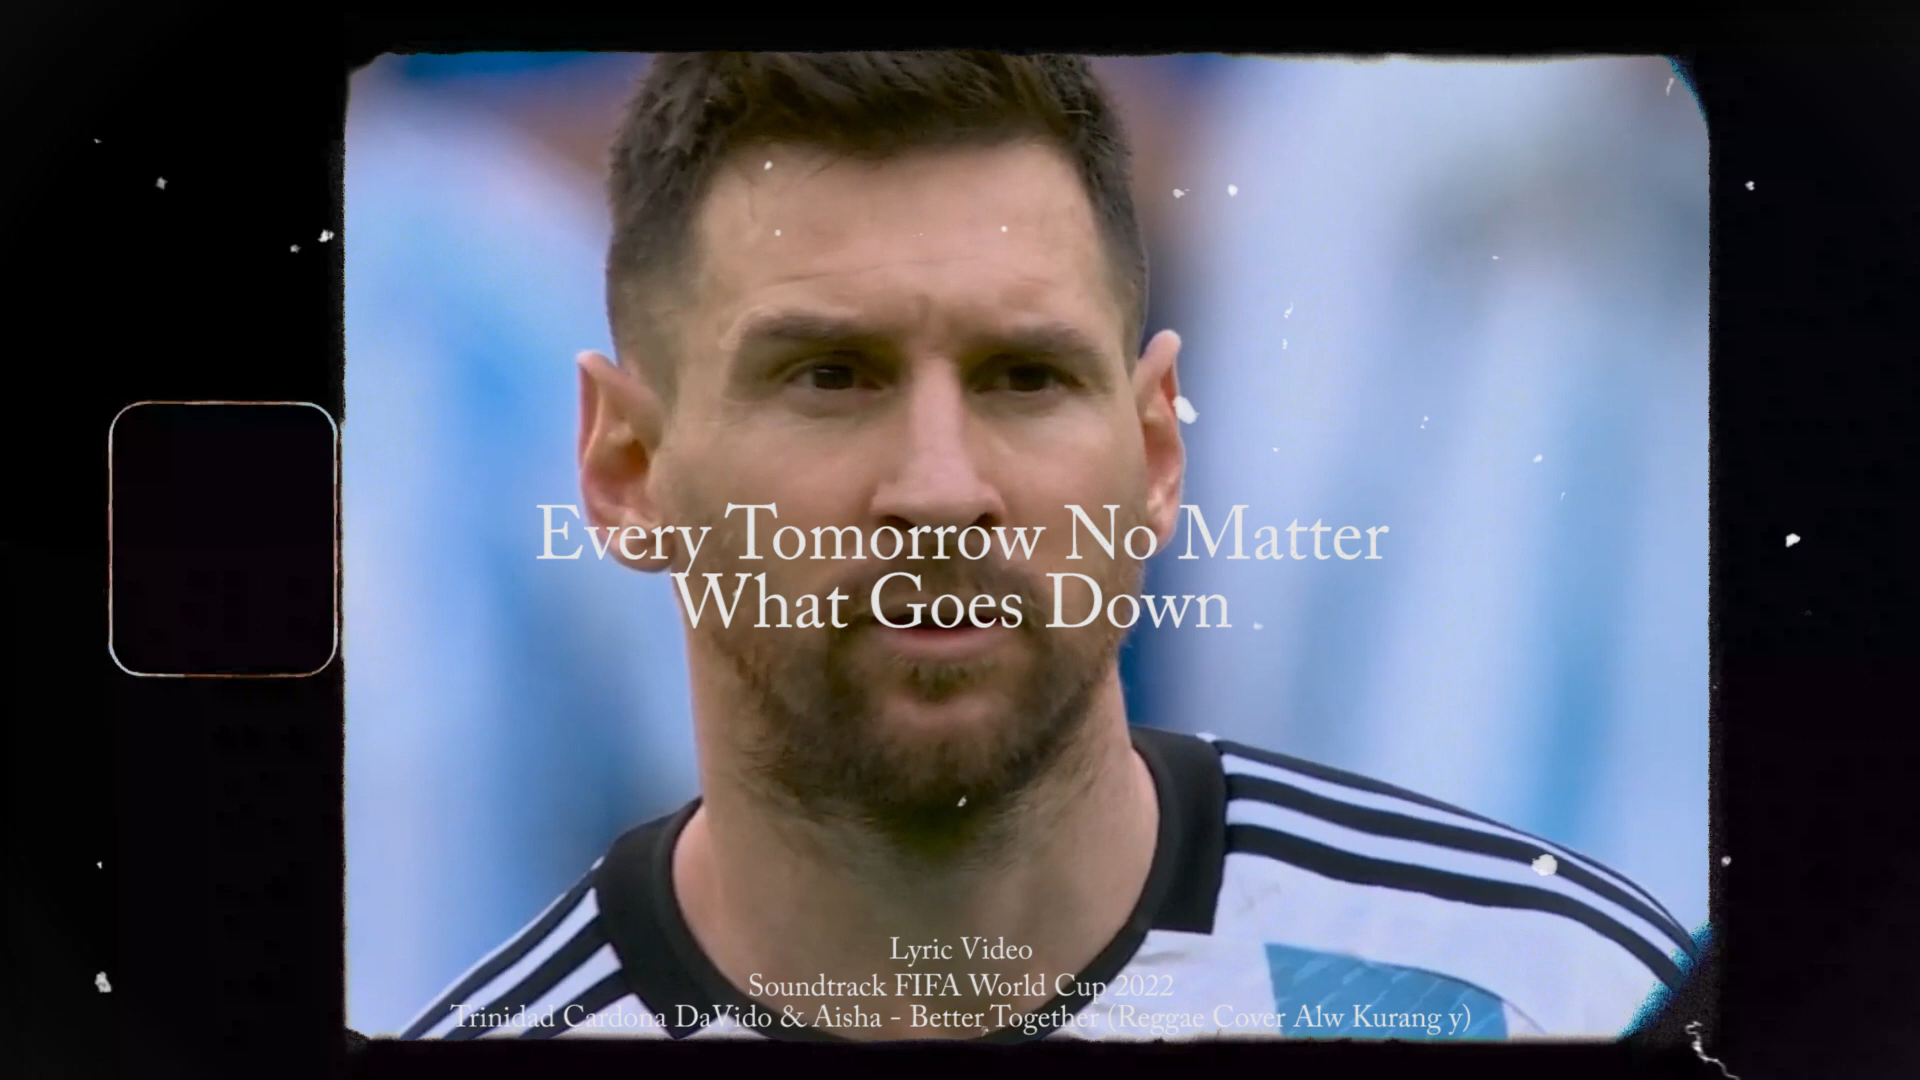 Every Tomorrow No Matter
What Goes Down
Lyric Video
Soundtrack FIFA World Cup 2022
Trinidad Cardona DaVido & Aisha - Better Together (Reggae Cover Alw Kurang y)